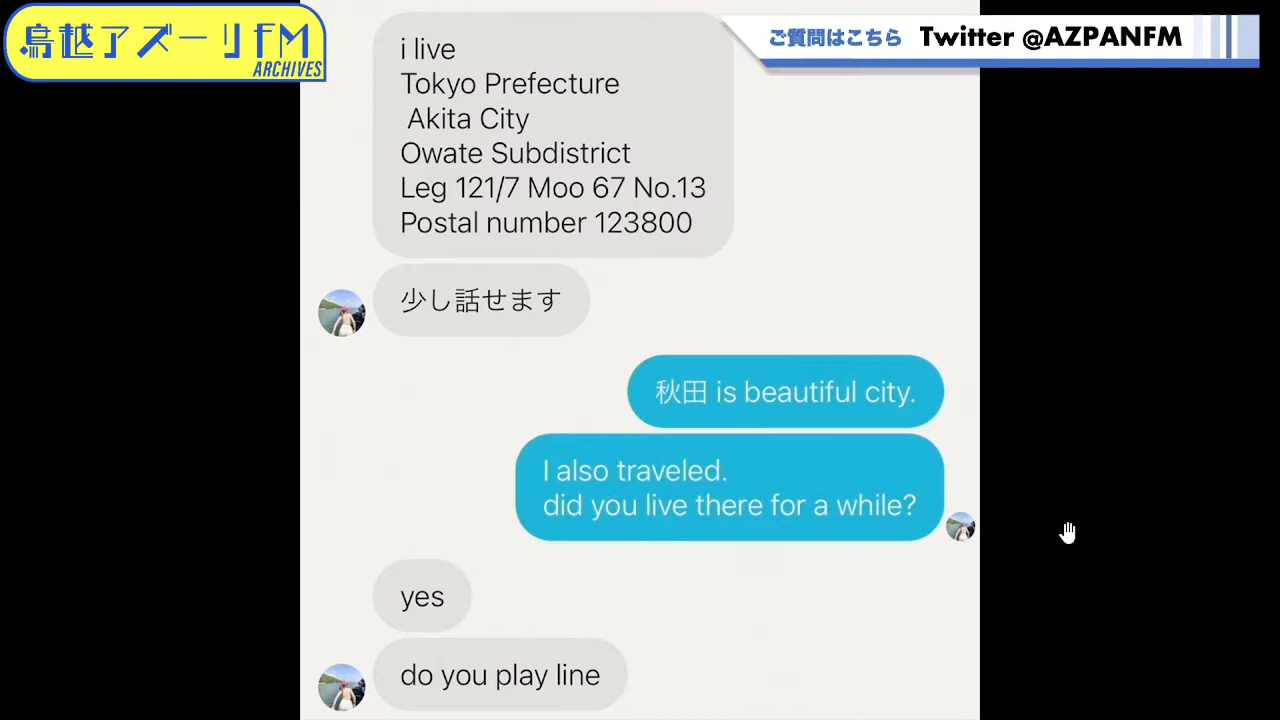 鳥越アズーリFM
ARCHIVES
ご質問はこちら Twitter @AZPANFM
i live
Tokyo Prefecture
Akita City
Owate Subdistrict
Leg 121/7 Moo 67 No.13
Postal number 123800
少し話せます
秋田 is beautiful city.
I also traveled.
did you live there for a while?
yes
do you play line